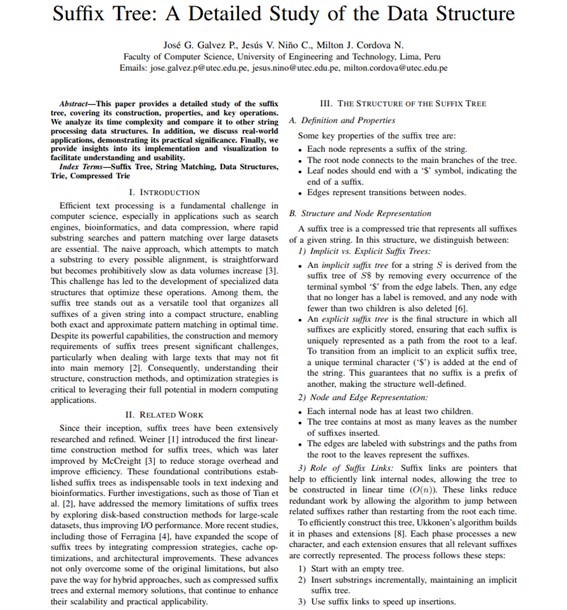 Suffix Tree: A Detailed Study of the Data Structure
José G. Galvez P., Jesús V. Niño C., Milton J. Cordova N.
Faculty of Computer Science, University of Engineering and Technology, Lima, Peru
Emails: jose.galvez.p@utec.edu.pe, jesus.nino@utec.edu.pe, milton.cordova@utec.edu.pe
Abstract—This paper provides a detailed study of the suffix
tree, covering its construction, properties, and key operations.
We analyze its time complexity and compare it to other string
processing data structures. In addition, we discuss real-world
applications, demonstrating its practical significance. Finally, we
provide insights into its implementation and visualization to
facilitate understanding and usability.
Index Terms—Suffix Tree, String Matching, Data Structures,
Trie, Compressed Trie
I. INTRODUCTION
Efficient text processing is a fundamental challenge in
computer science, especially in applications such as search
engines, bioinformatics, and data compression, where rapid
substring searches and pattern matching over large datasets
are essential. The naive approach, which attempts to match
a substring to every possible alignment, is straightforward
but becomes prohibitively slow as data volumes increase [3].
This challenge has led to the development of specialized data
structures that optimize these operations. Among them, the
suffix tree stands out as a versatile tool that organizes all
suffixes of a given string into a compact structure, enabling
both exact and approximate pattern matching in optimal time.
Despite its powerful capabilities, the construction and memory
requirements of suffix trees present significant challenges,
particularly when dealing with large texts that may not fit
into main memory [2]. Consequently, understanding their
structure, construction methods, and optimization strategies is
critical to leveraging their full potential in modern computing
applications.
II. RELATED WORK
Since their inception, suffix trees have been extensively
researched and refined. Weiner [1] introduced the first linear-
time construction method for suffix trees, which was later
improved by McCreight [3] to reduce storage overhead and
improve efficiency. These foundational contributions estab-
lished suffix trees as indispensable tools in text indexing and
bioinformatics. Further investigations, such as those of Tian et
al. [2], have addressed the memory limitations of suffix trees
by exploring disk-based construction methods for large-scale
datasets, thus improving I/O performance. More recent studies,
including those of Ferragina [4], have expanded the scope of
suffix trees by integrating compression strategies, cache op-
timizations, and architectural improvements. These advances
not only overcome some of the original limitations, but also
pave the way for hybrid approaches, such as compressed suffix
trees and external memory solutions, that continue to enhance
their scalability and practical applicability.
III. THE STRUCTURE OF THE SUFFIX TREE
A. Definition and Properties
Some key properties of the suffix tree are:
• Each node represents a suffix of the string.
• The root node connects to the main branches of the tree.
• Leaf nodes should end with a '$' symbol, indicating the
end of a suffix.
• Edges represent transitions between nodes.
B. Structure and Node Representation
A suffix tree is a compressed trie that represents all suffixes
of a given string. In this structure, we distinguish between:
1) Implicit vs. Explicit Suffix Trees:
• An implicit suffix tree for a string S is derived from the
suffix tree of S$ by removing every occurrence of the
terminal symbol '$' from the edge labels. Then, any edge
that no longer has a label is removed, and any node with
fewer than two children is also deleted [6].
• An explicit suffix tree is the final structure in which all
suffixes are explicitly stored, ensuring that each suffix is
uniquely represented as a path from the root to a leaf.
To transition from an implicit to an explicit suffix tree,
a unique terminal character ('$') is added at the end of
the string. This guarantees that no suffix is a prefix of
another, making the structure well-defined.
2) Node and Edge Representation:
• Each internal node has at least two children.
• The tree contains at most as many leaves as the number
of suffixes inserted.
• The edges are labeled with substrings and the paths from
the root to the leaves represent the suffixes.
3) Role of Suffix Links: Suffix links are pointers that
help to efficiently link internal nodes, allowing the tree to
be constructed in linear time (O(n)). These links reduce
redundant work by allowing the algorithm to jump between
related suffixes rather than restarting from the root each time.
To efficiently construct this tree, Ukkonen's algorithm builds
it in phases and extensions [8]. Each phase processes a new
character, and each extension ensures that all relevant suffixes
are correctly represented. The process follows these steps:
1) Start with an empty tree.
2) Insert substrings incrementally, maintaining an implicit
suffix tree.
3) Use suffix links to speed up insertions.